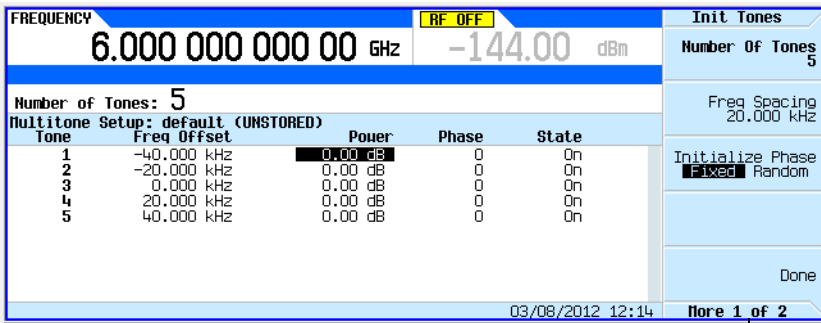 FREQUENCY
6.000 000 000 00 GHz
RF OFF
-144.00 dBm
Number of Tones: 5
Multitone Setup: default (UNSTORED)
Tone Freq Offset Power Phase State
1 -40.000 kHz 0.00 dB 0 On
2 -20.000 kHz 0.00 dB 0 On
3 0.000 kHz 0.00 dB 0 On
4 20.000 kHz 0.00 dB 0 On
5 40.000 kHz 0.00 dB 0 On
03/08/2012 12:14
Init Tones
Number Of Tones
5
Freq Spacing
20.000 kHz
Initialize Phase
Fixed Random
Done
More 1 of 2